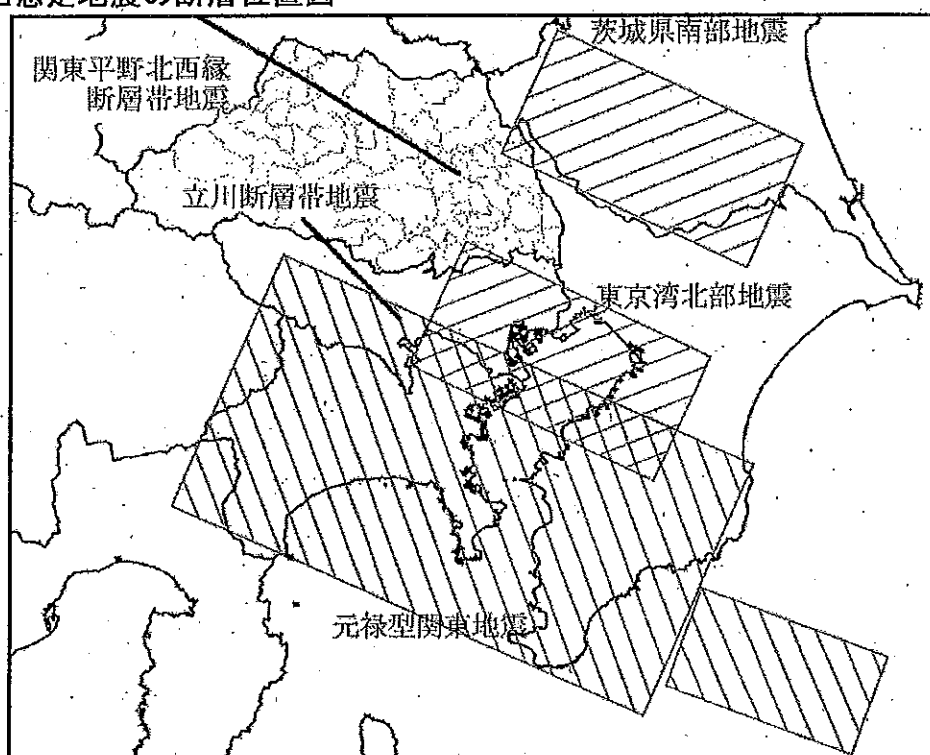 想定地震の断層位置図
茨城県南部地震
関東平野北西縁
断層帯地震
立川断層帯地震
東京湾北部地震
元禄型関東地震